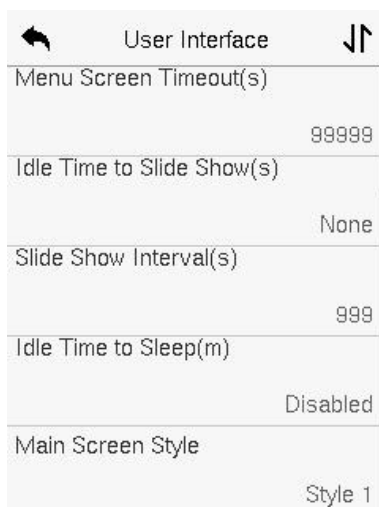 User Interface
Menu Screen Timeout(s)
99999
Idle Time to Slide Show(s)
None
Slide Show Interval(s)
999
Idle Time to Sleep(m)
Disabled
Main Screen Style
Style 1